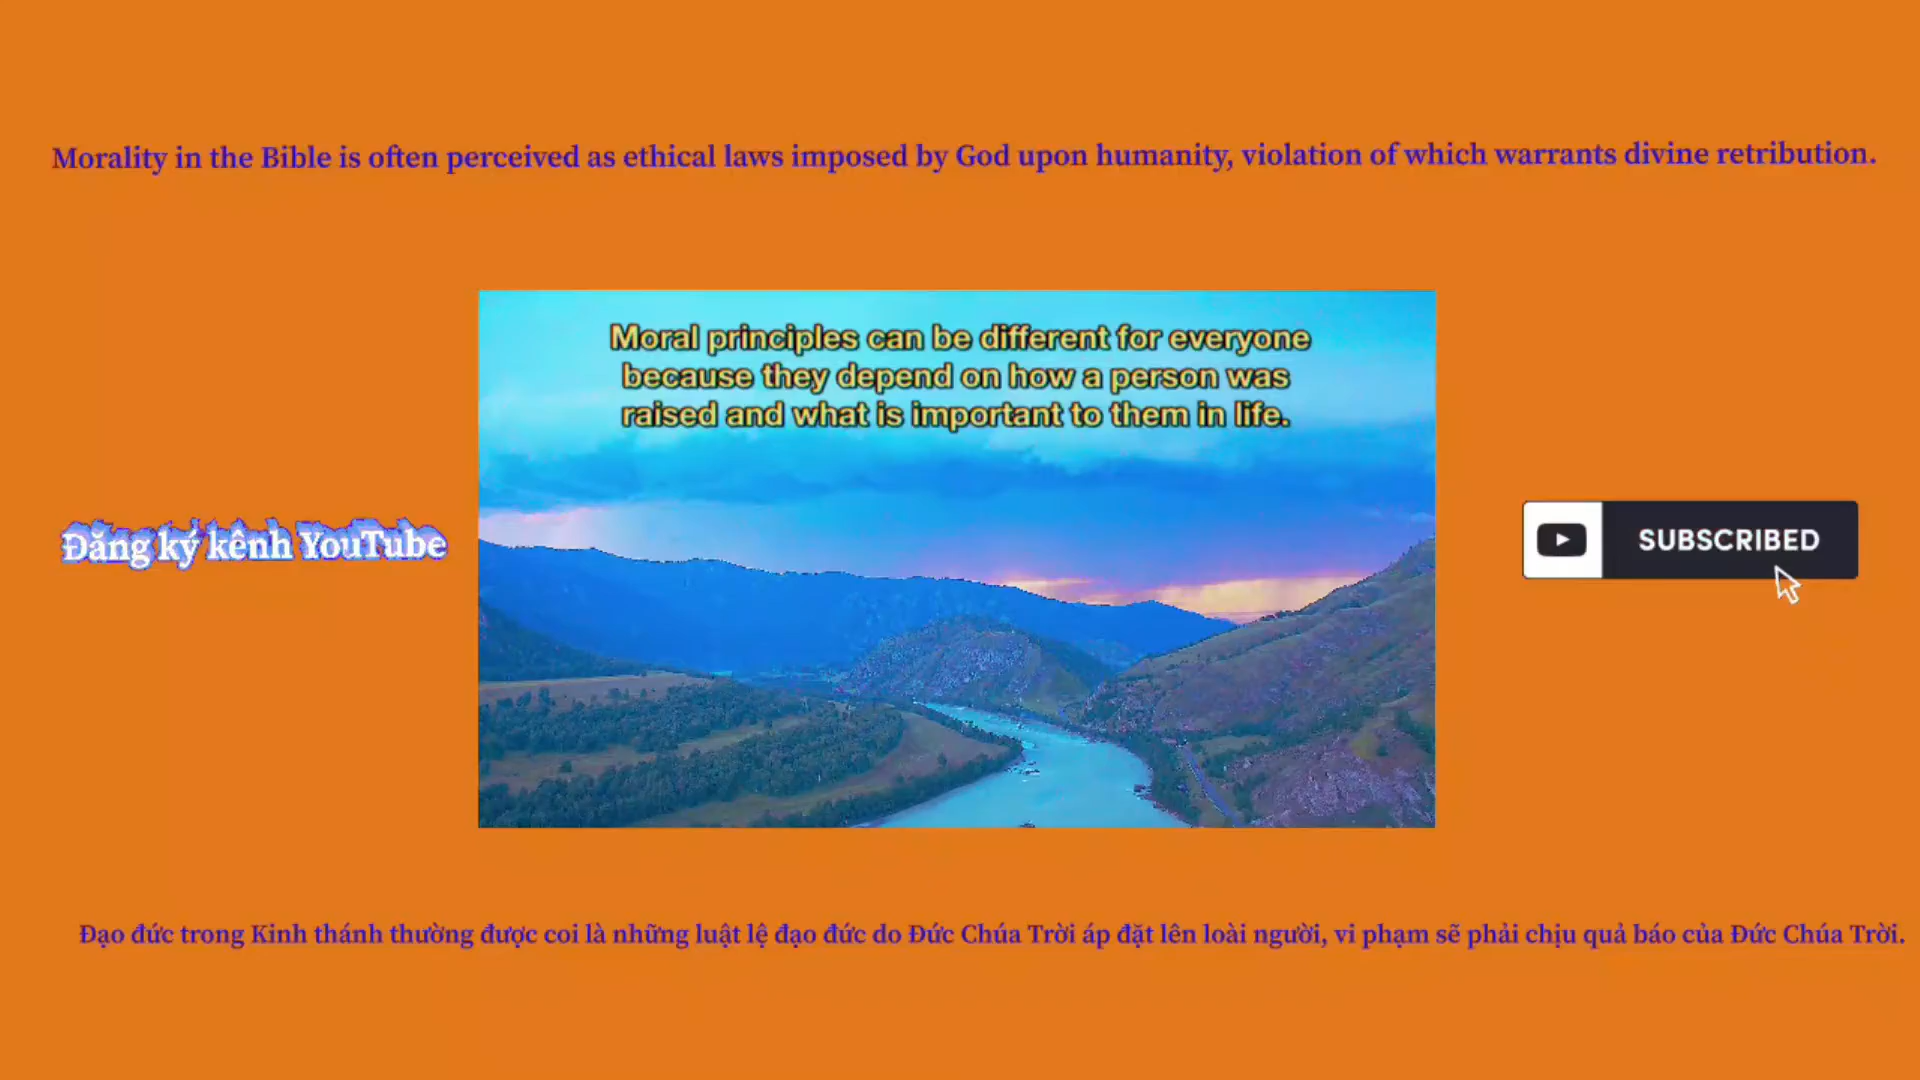 Morality in the Bible is often perceived as ethical laws imposed by God upon humanity, violation of which warrants divine retribution.
Moral principles can be different for everyone
because they depend on how a person was
raised and what is important to them in life.
Đăng ký kênh YouTube
SUBSCRIBED
Đạo đức trong Kinh thánh thường được coi là những luật lệ đạo đức do Đức Chúa Trời áp đặt lên loài người, vi phạm sẽ phải chịu quả báo của Đức Chúa Trời.